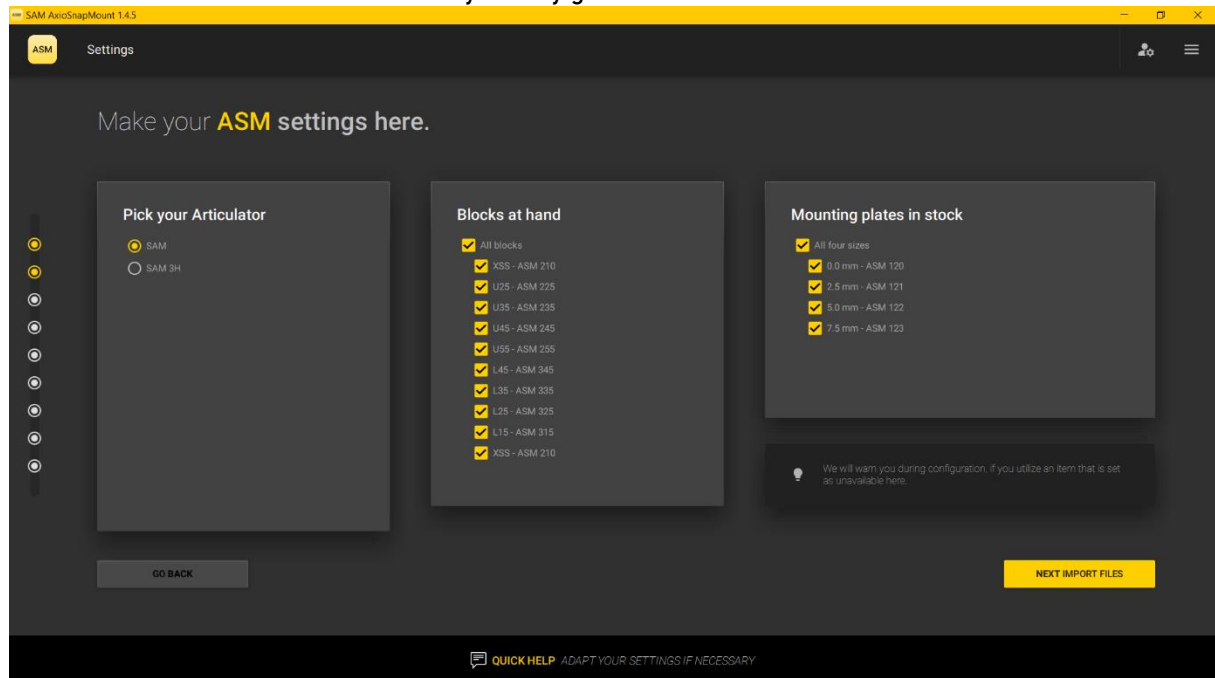 SAM AxioSnapMount 1.4.5
ASM
Settings
Make your ASM settings here.
Pick your Articulator
SAM
SAM 3H
Blocks at hand
All blocks
XSS - ASM 210
U25 - ASM 225
U35 - ASM 235
U45 - ASM 245
U55 - ASM 255
L45 - ASM 345
L35 - ASM 335
L25 - ASM 325
L15 - ASM 315
XSS - ASM 210
Mounting plates in stock
All four sizes
0.0 mm - ASM 120
2.5 mm - ASM 121
5.0 mm - ASM 122
7.5 mm - ASM 123
We will warn you during configuration, if you utilize an item that is set
as unavailable here.
GO BACK
NEXT IMPORT FILES
QUICK HELP ADAPT YOUR SETTINGS IF NECESSARY